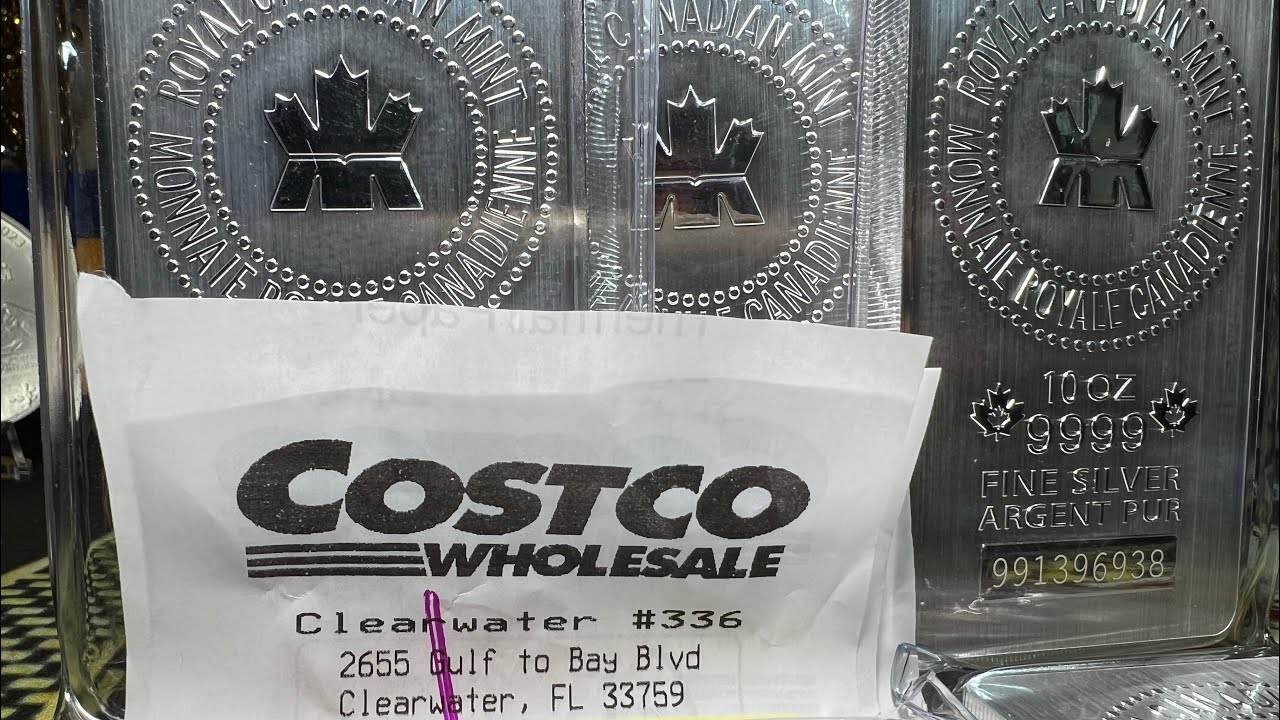 ROYAL CANADIAN MINT
MONNAIE ROYALE CANADIENNE
CANADIAN MINT
CANADIENNE
ROYAL CANADIAN MINT
MONNAIE ROYALE CANADIENNE
10 OZ
9999
FINE SILVER
ARGENT PUR
991396938
COSTCO
WHOLESALE
Clearwater #336
2655 Gulf to Bay Blvd
Clearwater, FL 33759
2023